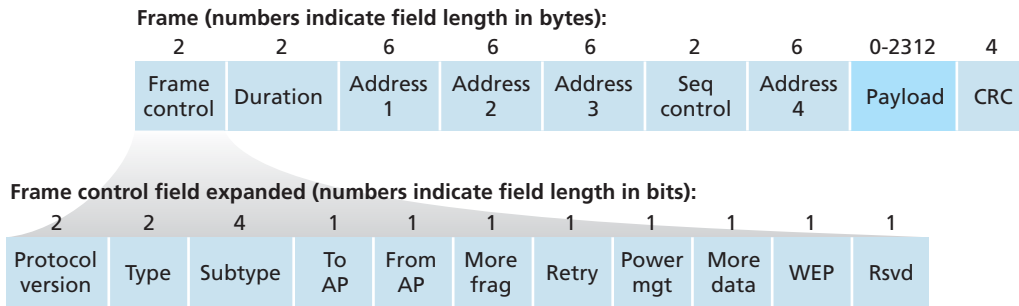 Frame (numbers indicate field length in bytes):
2 2 6 6 6 2 6 0-2312 4
Frame control
Duration
Address 1
Address 2
Address 3
Seq control
Address 4
Payload
CRC
Frame control field expanded (numbers indicate field length in bits):
2 2 4 1 1 1 1 1 1 1 1
Protocol version
Type
Subtype
To AP
From AP
More frag
Retry
Power mgt
More data
WEP
Rsvd